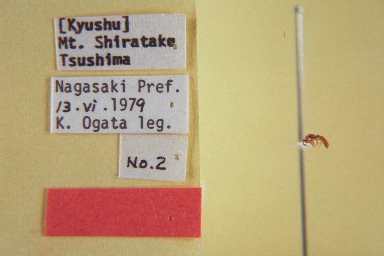 [Kyushu]
Mt. Shiratake
Tsushima
Nagasaki Pref.
13.vi.1979
K. Ogata leg.
No.2